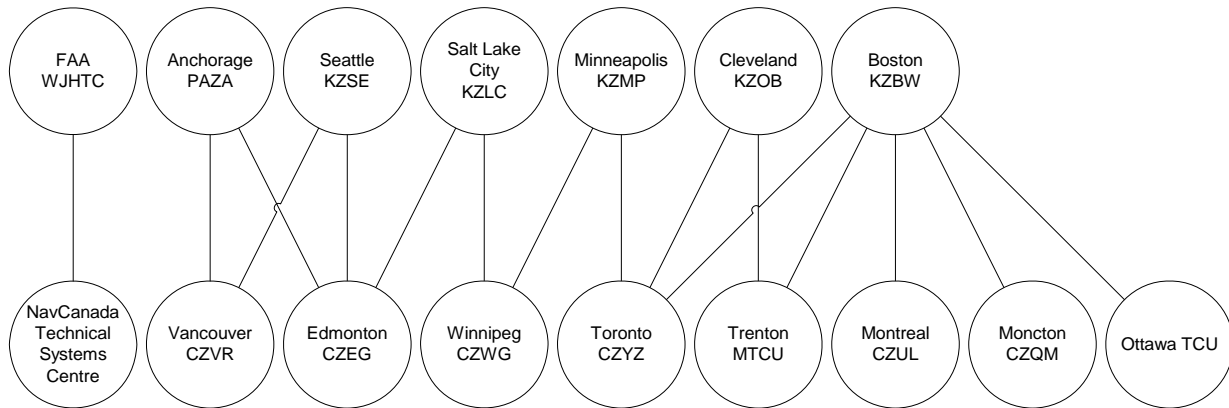 FAA
WJHTC
Anchorage
PAZA
Seattle
KZSE
Salt Lake
City
KZLC
Minneapolis
KZMP
Cleveland
KZOB
Boston
KZBW
NavCanada
Technical
Systems
Centre
Vancouver
CZVR
Edmonton
CZEG
Winnipeg
CZWG
Toronto
CZYZ
Trenton
MTCU
Montreal
CZUL
Moncton
CZQM
Ottawa TCU